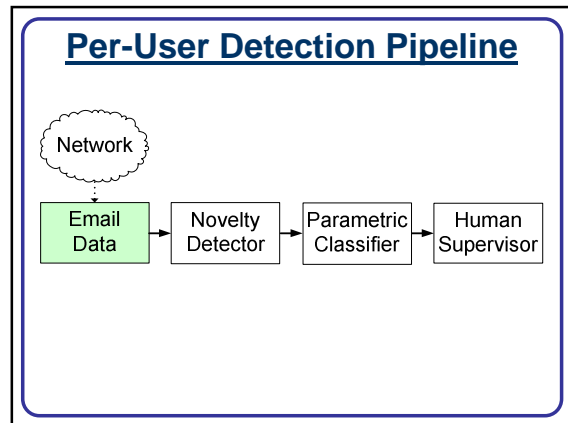 Per-User Detection Pipeline
Network
Email
Data
Novelty
Detector
Parametric
Classifier
Human
Supervisor